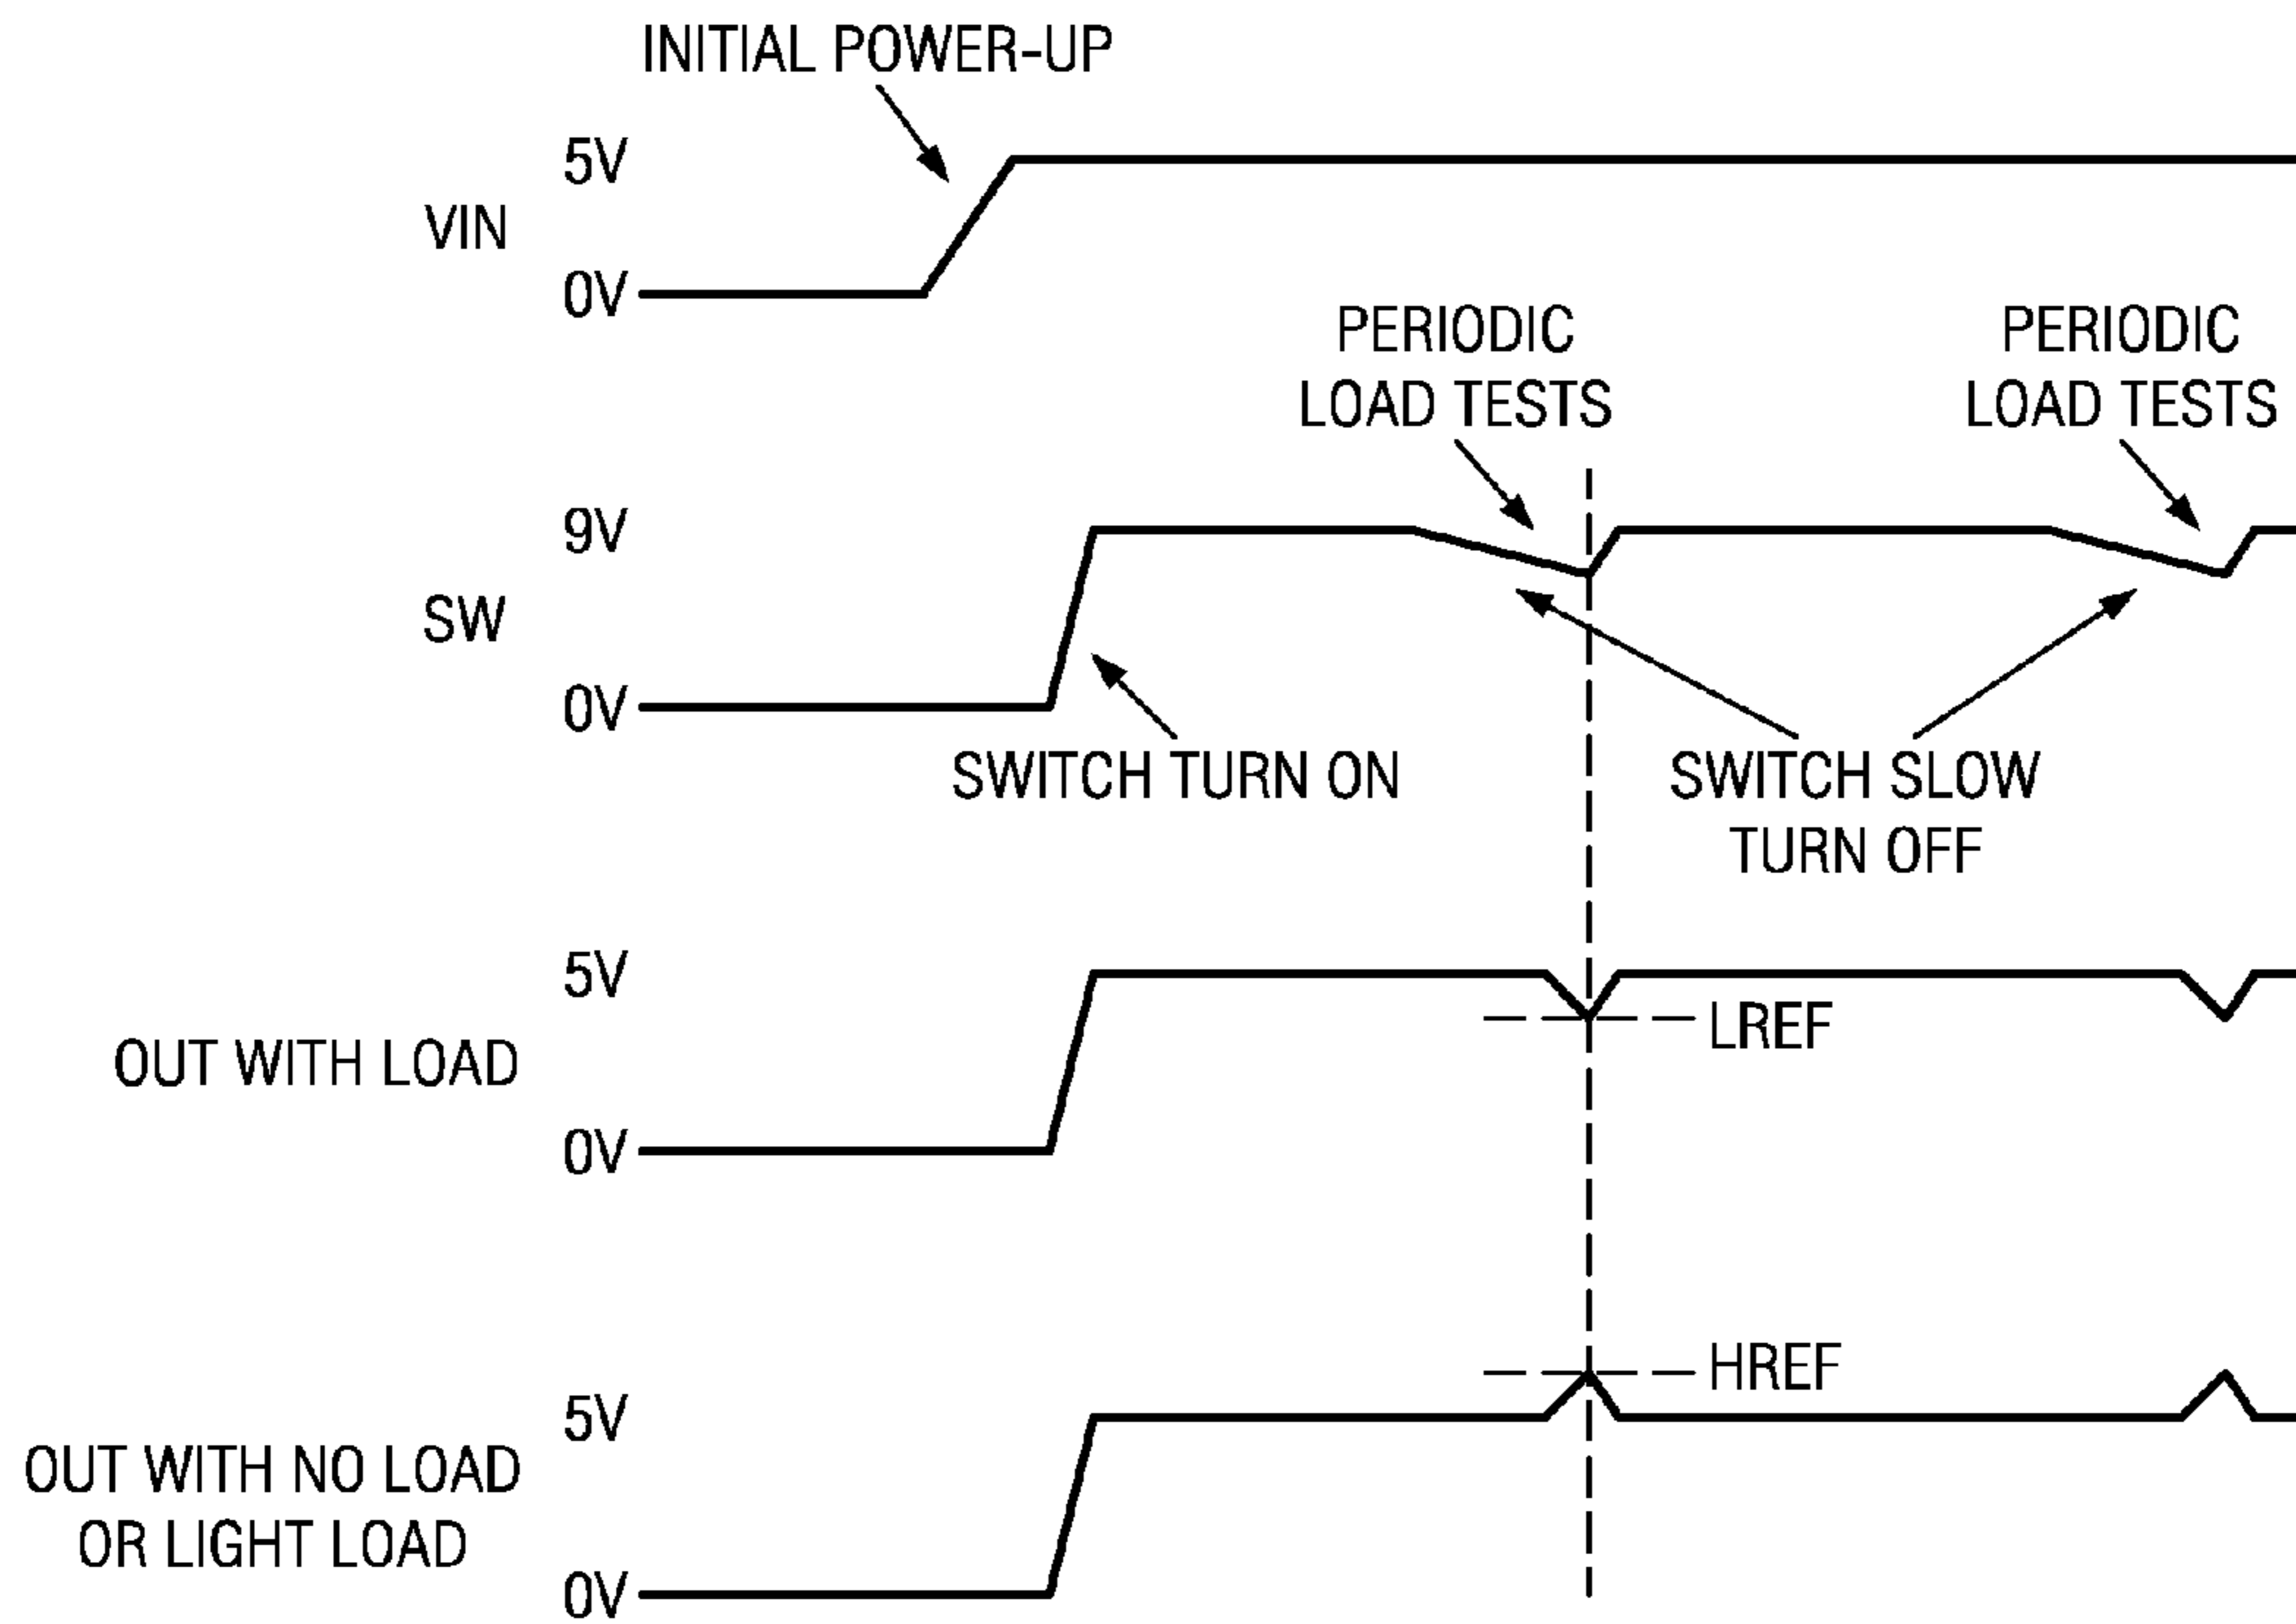 INITIAL POWER-UP
5V
VIN
0V
PERIODIC
LOAD TESTS
PERIODIC
LOAD TESTS
9V
SW
0V
SWITCH TURN ON
SWITCH SLOW
TURN OFF
5V
LREF
OUT WITH LOAD
0V
HREF
5V
OUT WITH NO LOAD
OR LIGHT LOAD
0V